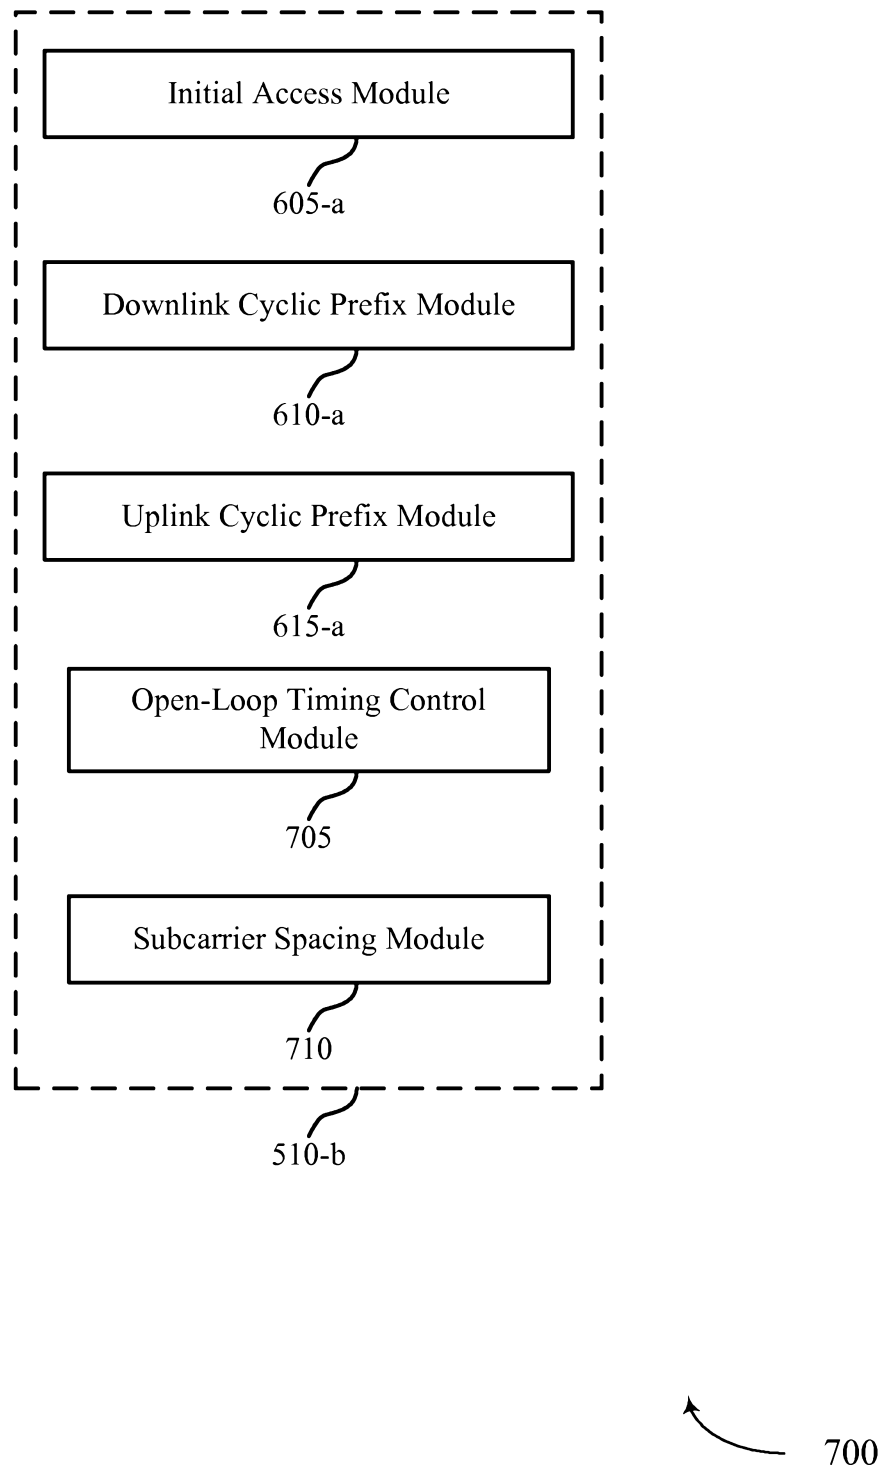 Initial Access Module
605-a
Downlink Cyclic Prefix Module
610-a
Uplink Cyclic Prefix Module
615-a
Open-Loop Timing Control
Module
705
Subcarrier Spacing Module
710
510-b
700